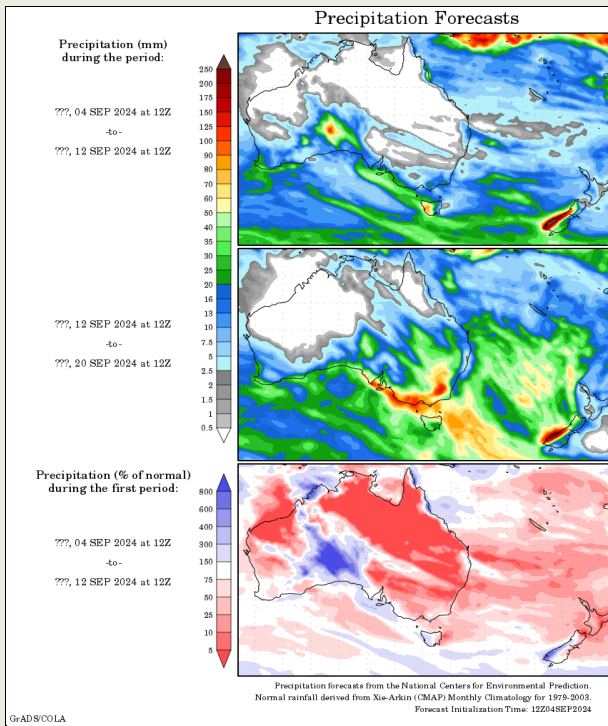 Precipitation Forecasts
Precipitation (mm)
during the period:
???, 04 SEP 2024 at 12Z
-to-
???, 12 SEP 2024 at 12Z
250
200
175
150
125
100
90
80
70
60
50
40
35
30
25
20
16
13
10
7.5
5
2.5
2
1.5
1
0.5
???, 12 SEP 2024 at 12Z
-to-
???, 20 SEP 2024 at 12Z
Precipitation (% of normal)
during the first period:
???, 04 SEP 2024 at 12Z
-to-
???, 12 SEP 2024 at 12Z
800
600
400
300
150
75
50
25
10
5
Precipitation forecasts from the National Centers for Environmental Prediction.
Normal rainfall derived from Xie-Arkin (CMAP) Monthly Climatology for 1979-2003.
Forecast Initialization Time: 12Z04SEP2024
GrADS/COLA